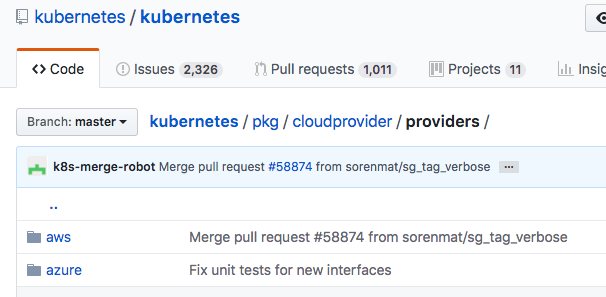 kubernetes / kubernetes
Code Issues 2,326 Pull requests 1,011 Projects 11
Branch: master kubernetes / pkg / cloudprovider / providers /
k8s-merge-robot Merge pull request #58874 from sorenmat/sg_tag_verbose ...
..
aws Merge pull request #58874 from sorenmat/sg_tag_verbose
azure Fix unit tests for new interfaces